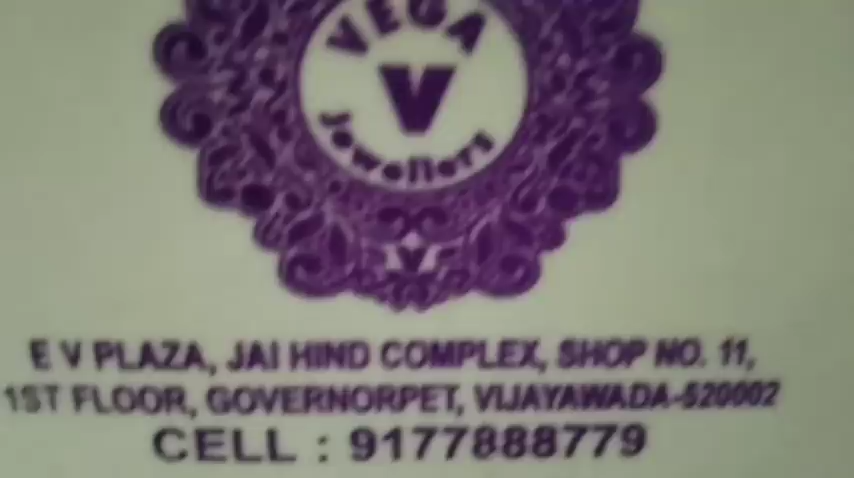 VEGA
V
Jewellers
V
E V PLAZA, JAI HIND COMPLEX, SHOP NO. 11,
1ST FLOOR, GOVERNORPET, VIJAYAWADA-520002
CELL : 9177888779